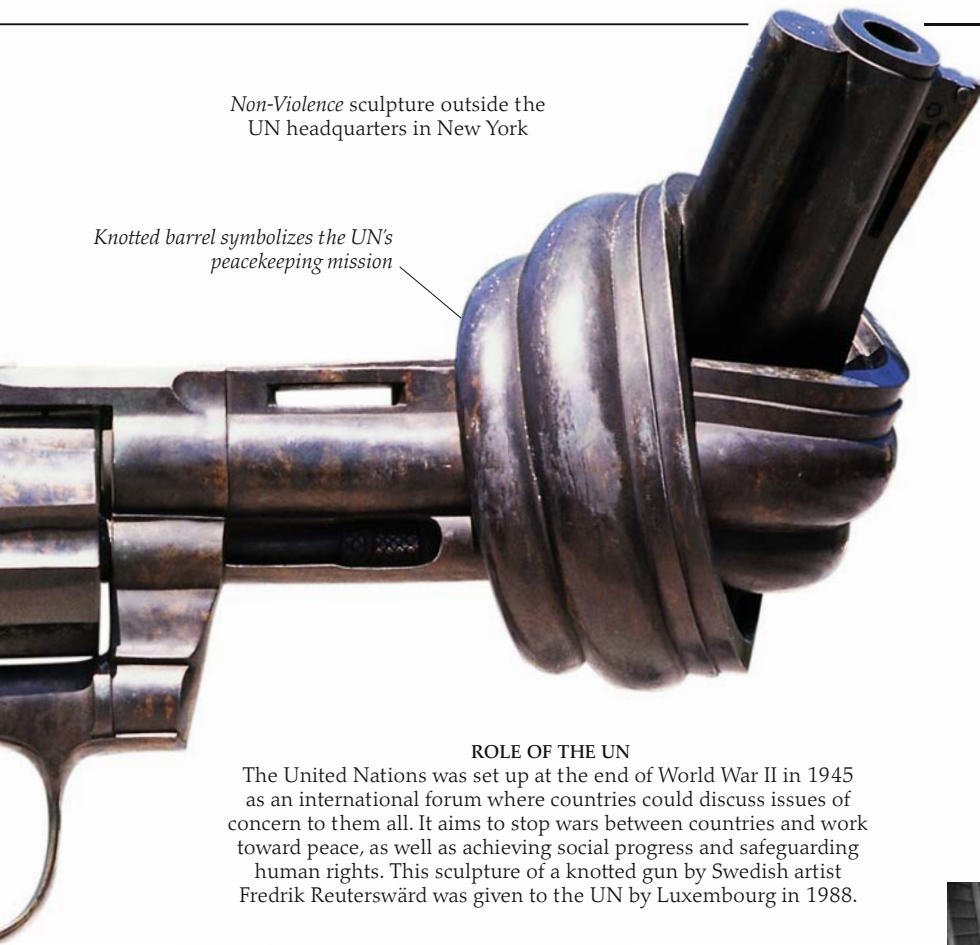 Non-Violence sculpture outside the
UN headquarters in New York
Knotted barrel symbolizes the UN's
peacekeeping mission
ROLE OF THE UN
The United Nations was set up at the end of World War II in 1945
as an international forum where countries could discuss issues of
concern to them all. It aims to stop wars between countries and work
toward peace, as well as achieving social progress and safeguarding
human rights. This sculpture of a knotted gun by Swedish artist
Fredrik Reuterswärd was given to the UN by Luxembourg in 1988.